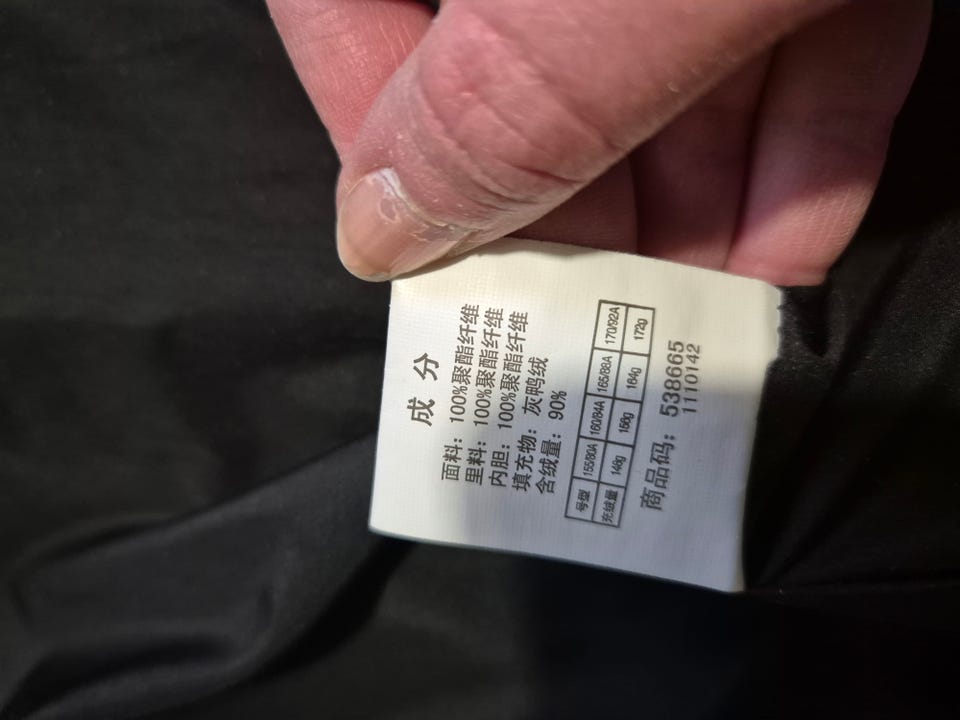 成 分
面料：100%聚酯纤维
里料：100%聚酯纤维
内胆：100%聚酯纤维
填充物：灰鸭绒
含绒量：90%
号型 155/80A 160/84A 165/88A 170/92A
充绒量 148g 156g 164g 172g
商品码：538665
1110142